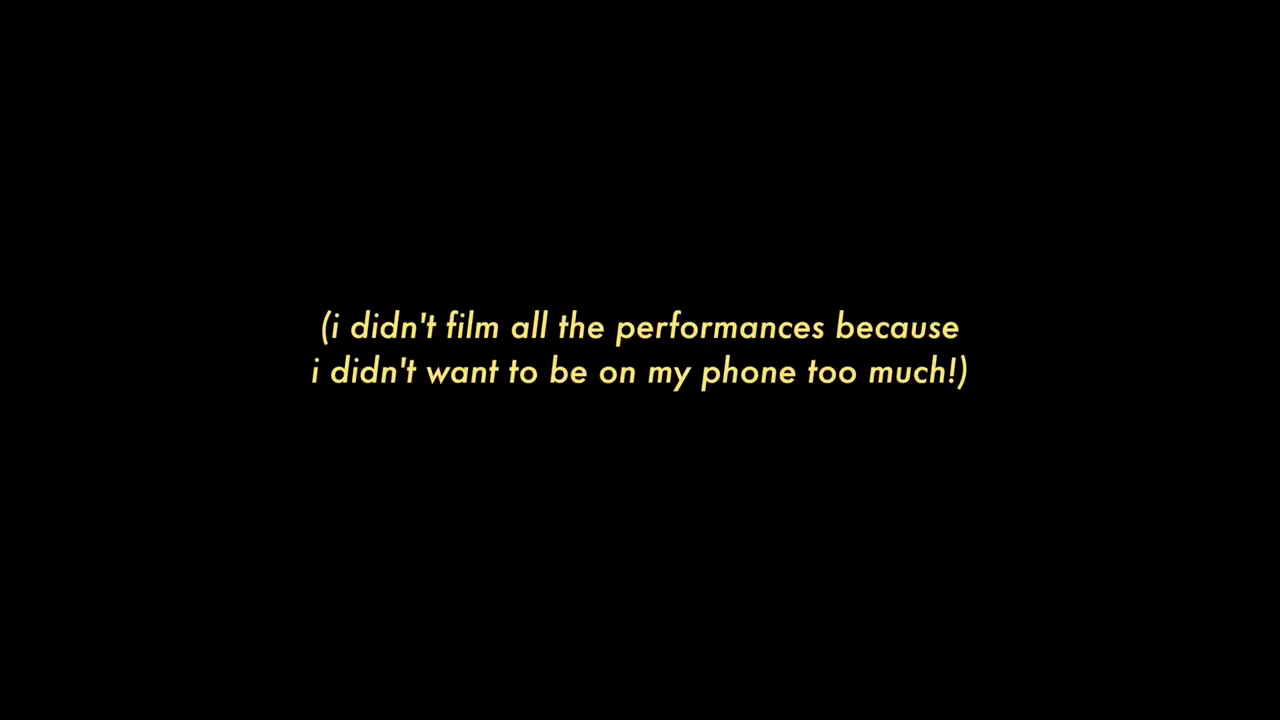 (i didn't film all the performances because
i didn't want to be on my phone too much!)